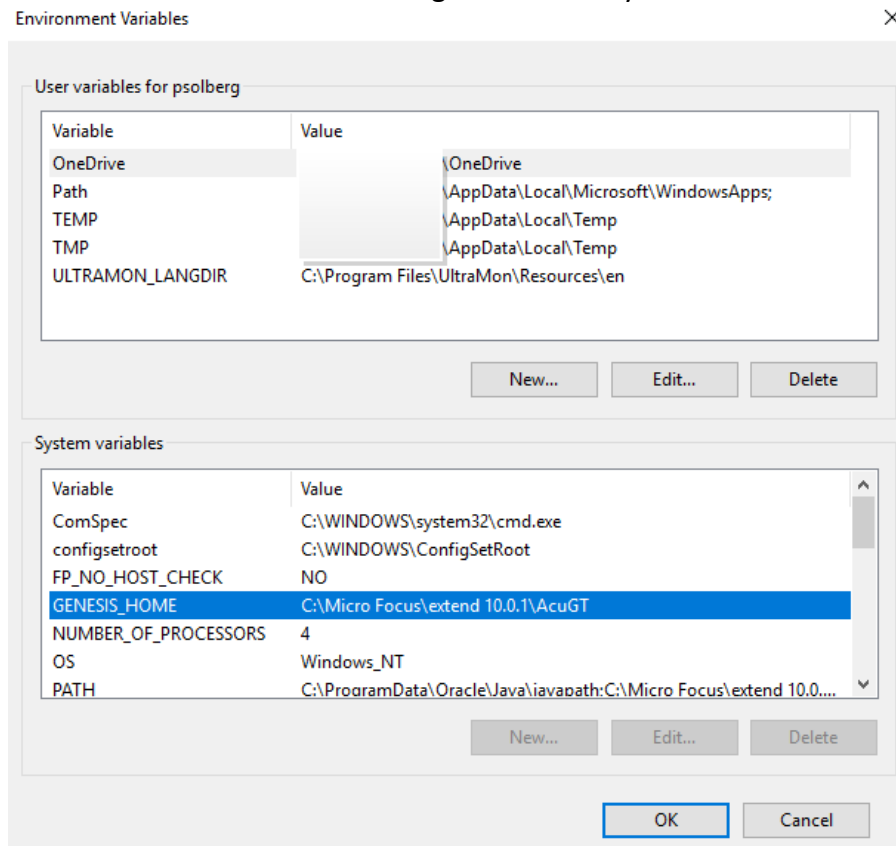 Environment Variables
User variables for psolberg
Variable Value
OneDrive \OneDrive
Path \AppData\Local\Microsoft\WindowsApps;
TEMP \AppData\Local\Temp
TMP \AppData\Local\Temp
ULTRAMON_LANGDIR C:\Program Files\UltraMon\Resources\en
New... Edit... Delete
System variables
Variable Value
ComSpec C:\WINDOWS\system32\cmd.exe
configsetroot C:\WINDOWS\ConfigSetRoot
FP_NO_HOST_CHECK NO
GENESIS_HOME C:\Micro Focus\extend 10.0.1\AcuGT
NUMBER_OF_PROCESSORS 4
OS Windows_NT
PATH C:\ProgramData\Oracle\Java\javapath;C:\Micro Focus\extend 10.0....
New... Edit... Delete
OK Cancel